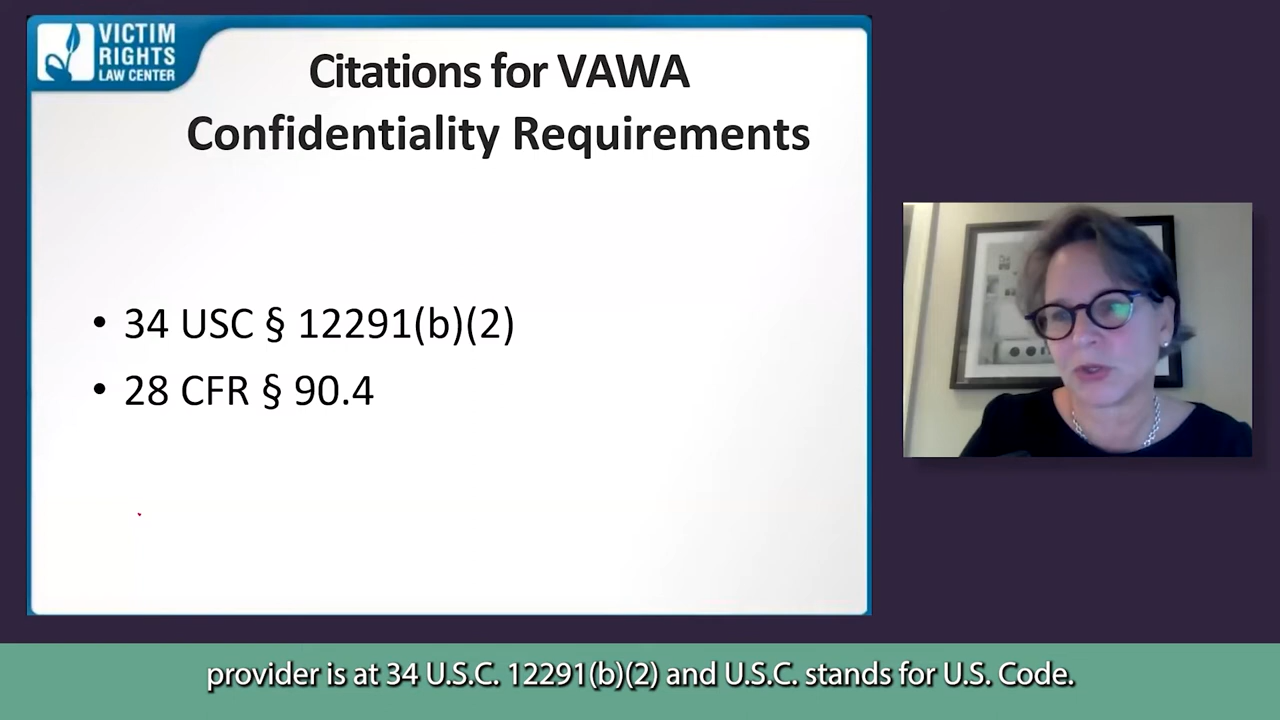 VICTIM
RIGHTS
LAW CENTER
Citations for VAWA
Confidentiality Requirements
• 34 USC § 12291(b)(2)
• 28 CFR § 90.4
provider is at 34 U.S.C. 12291(b)(2) and U.S.C. stands for U.S. Code.